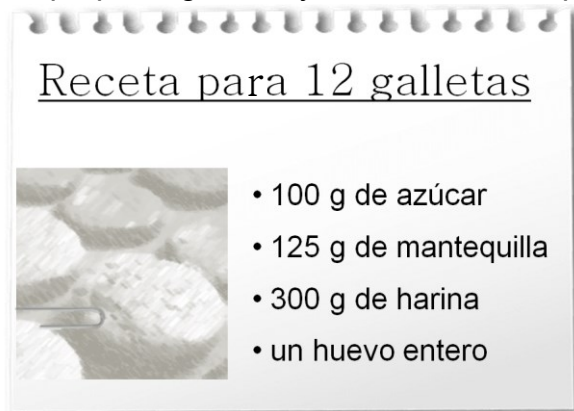 Receta para 12 galletas
• 100 g de azúcar
• 125 g de mantequilla
• 300 g de harina
• un huevo entero